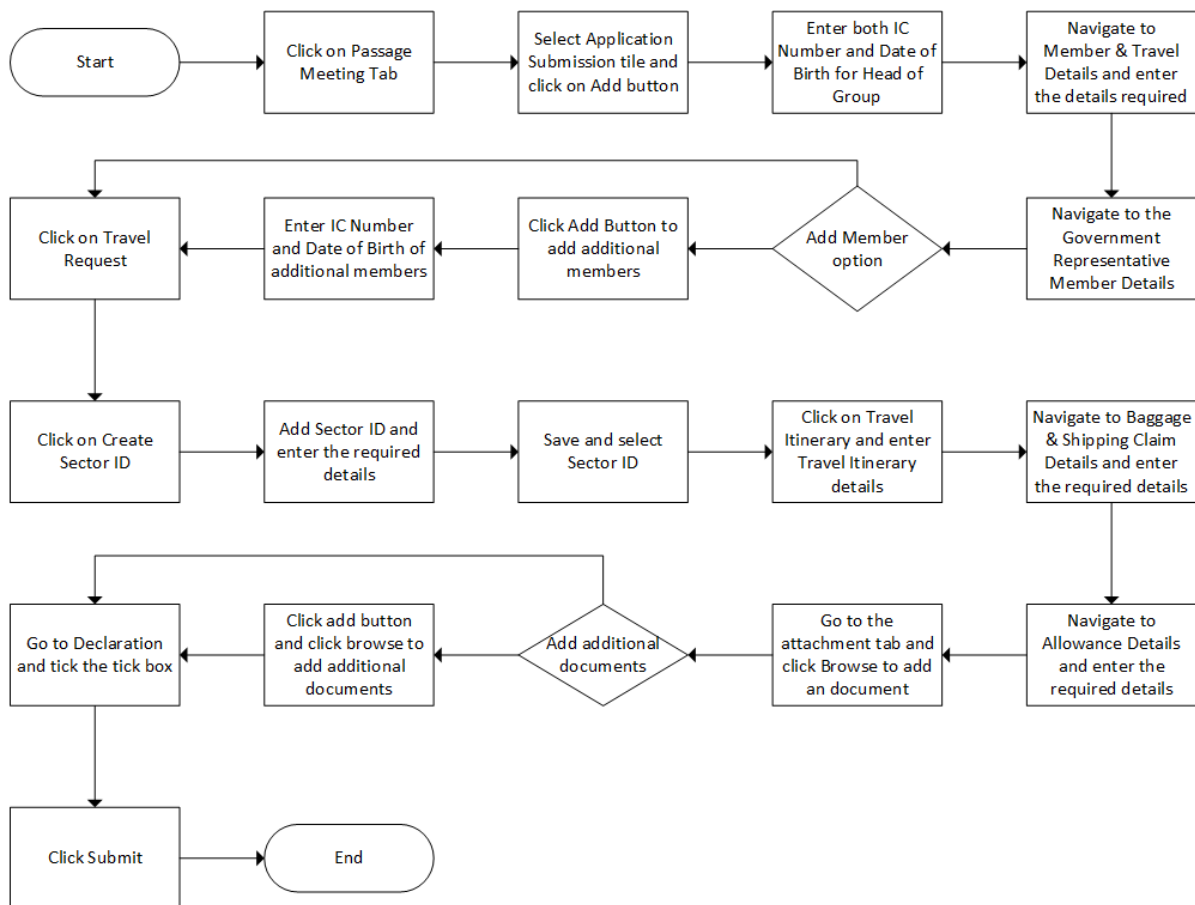 Start
Click on Passage
Meeting Tab
Select Application
Submission tile and
click on Add button
Enter both IC
Number and Date of
Birth for Head of
Group
Navigate to
Member & Travel
Details and enter
the details required
Navigate to the
Government
Representative
Member Details
Add Member
option
Click Add Button to
add additional
members
Enter IC Number
and Date of Birth of
additional members
Click on Travel
Request
Click on Create
Sector ID
Add Sector ID and
enter the required
details
Save and select
Sector ID
Click on Travel
Itinerary and enter
Travel Itinerary
details
Navigate to Baggage
& Shipping Claim
Details and enter
the required details
Navigate to
Allowance Details
and enter the
required details
Go to the
attachment tab and
click Browse to add
an document
Add additional
documents
Click add button
and click browse to
add additional
documents
Go to Declaration
and tick the tick box
Click Submit
End